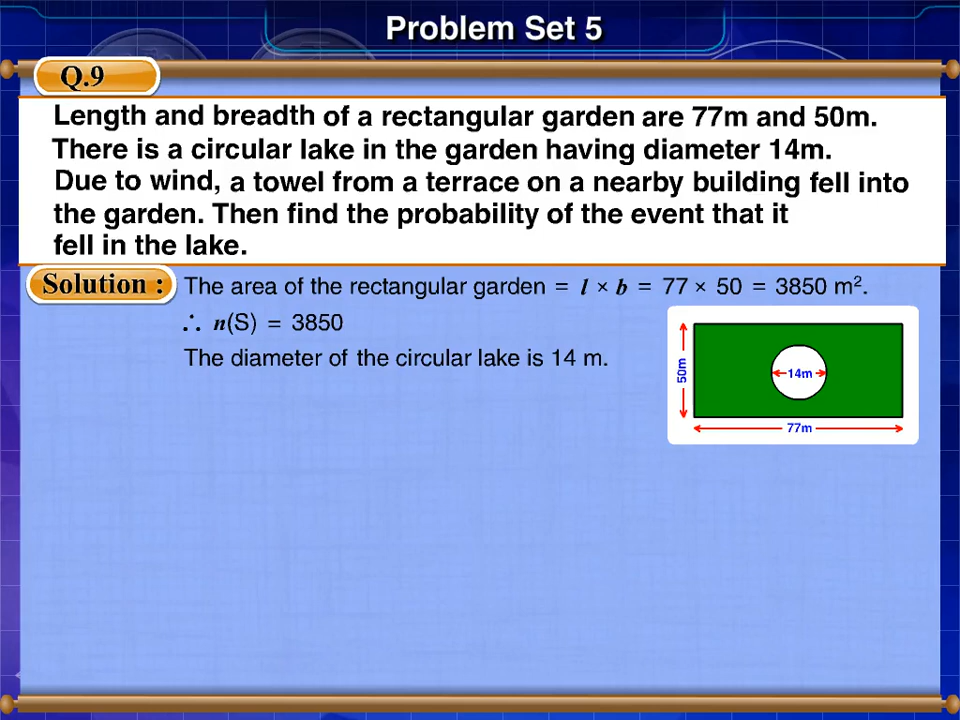 Problem Set 5
Q.9
Length and breadth of a rectangular garden are 77m and 50m.
There is a circular lake in the garden having diameter 14m.
Due to wind, a towel from a terrace on a nearby building fell into
the garden. Then find the probability of the event that it
fell in the lake.
Solution : The area of the rectangular garden = l × b = 77 × 50 = 3850 m².
∴ n(S) = 3850
The diameter of the circular lake is 14 m.
50m
14m
77m